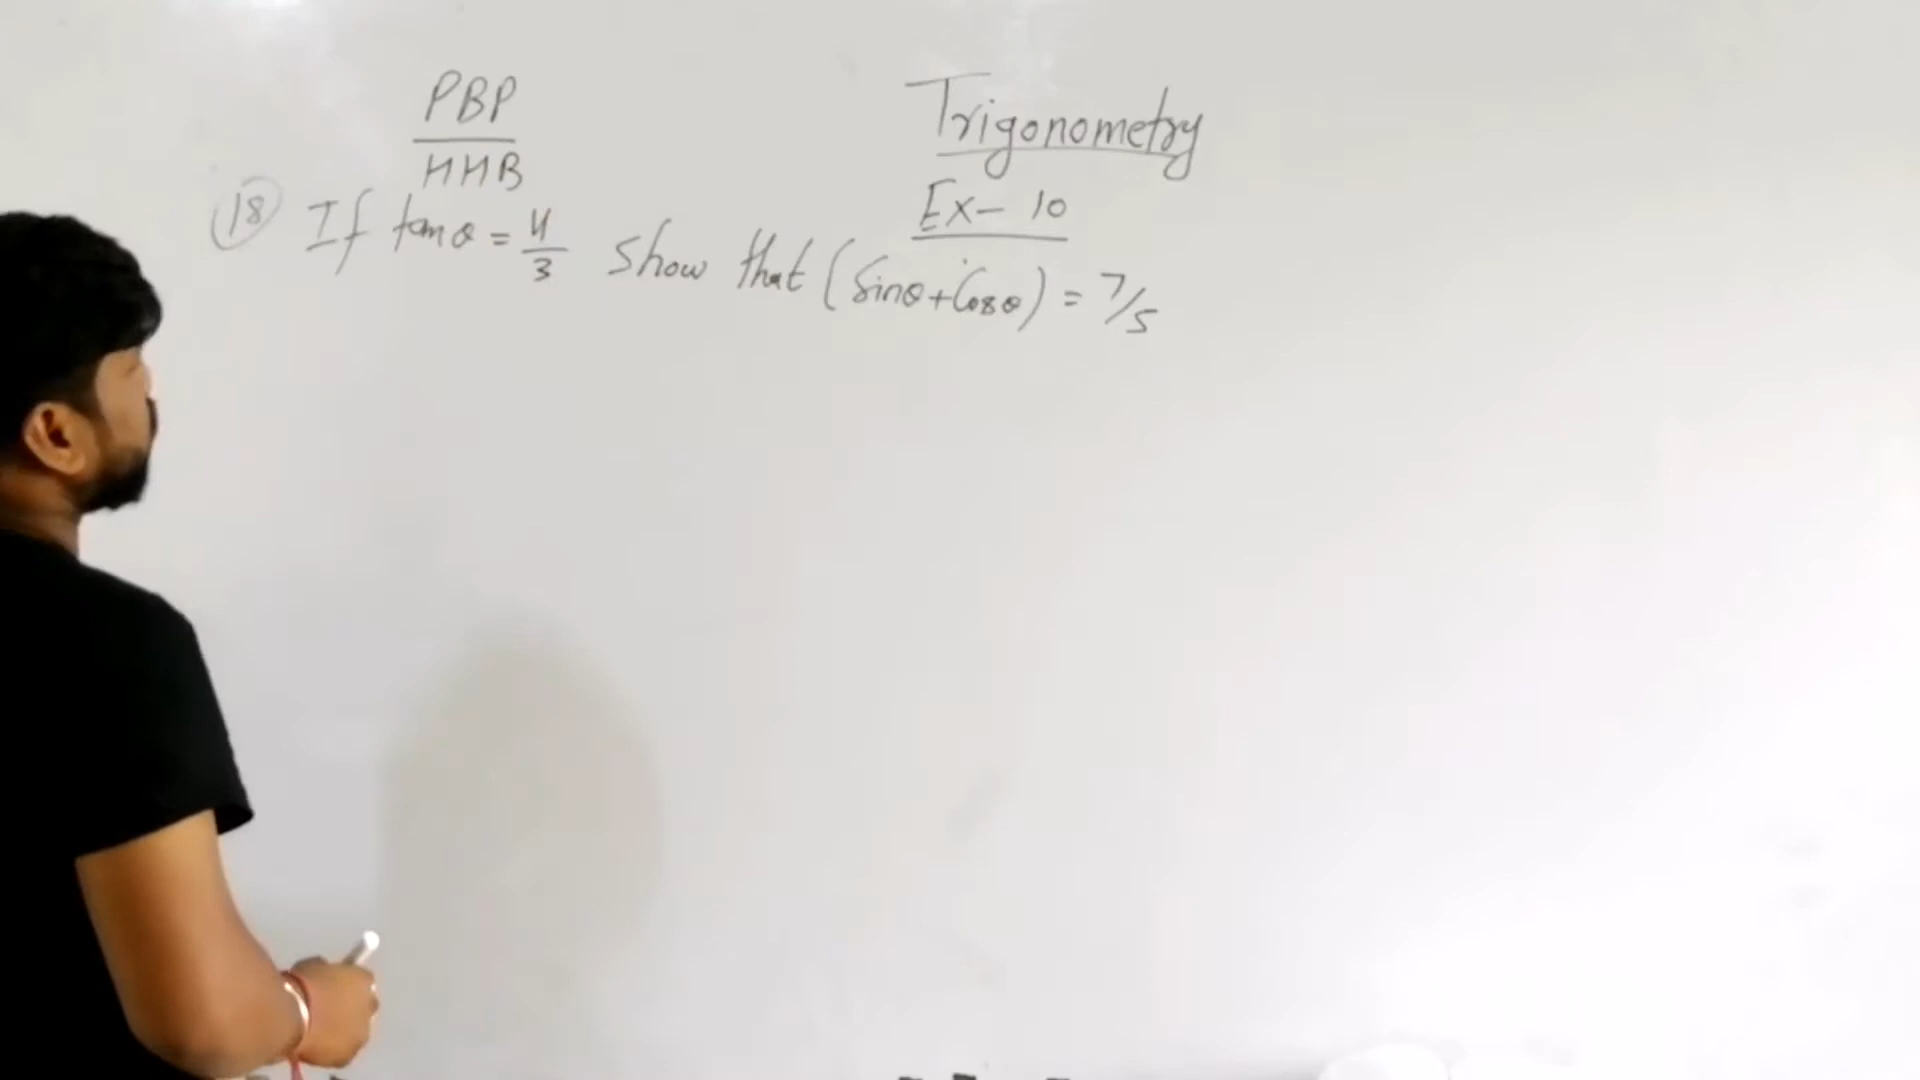 PBP
HHB
Trigonometry
Ex- 10
18 If tanθ = 4/3 show that (Sinθ+Cosθ) = 7/5